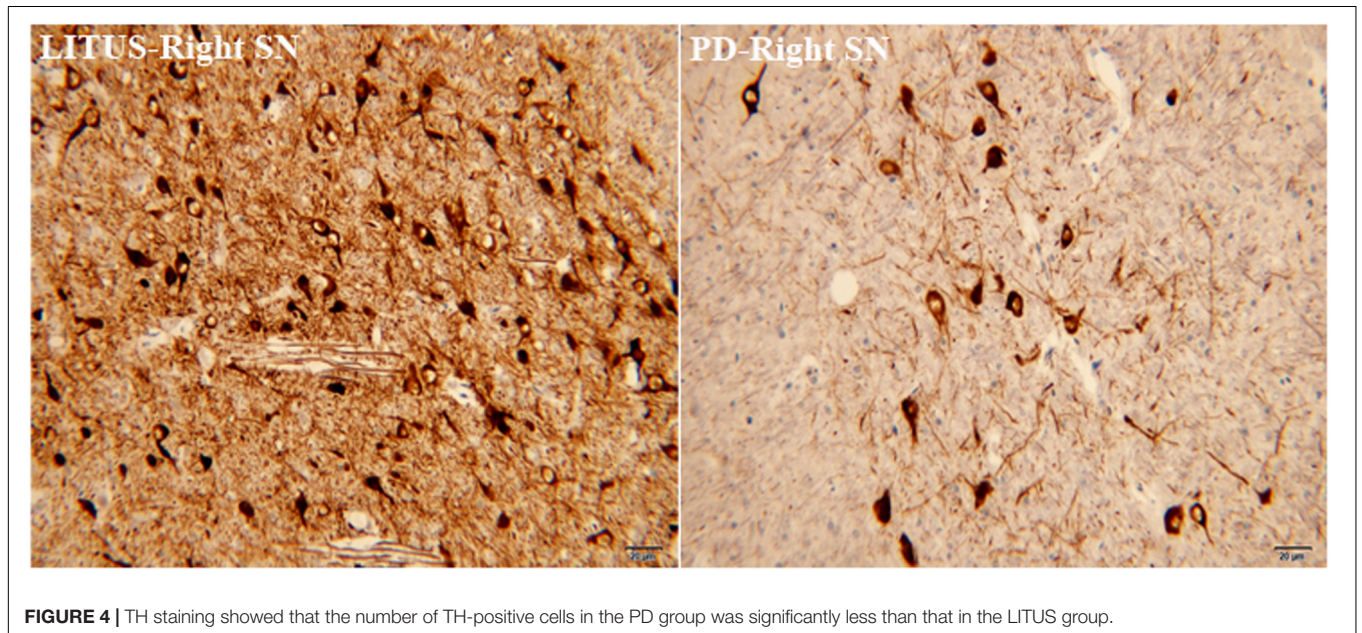 LITUS-Right SN
PD-Right SN
20 µm
20 µm
FIGURE 4 | TH staining showed that the number of TH-positive cells in the PD group was significantly less than that in the LITUS group.